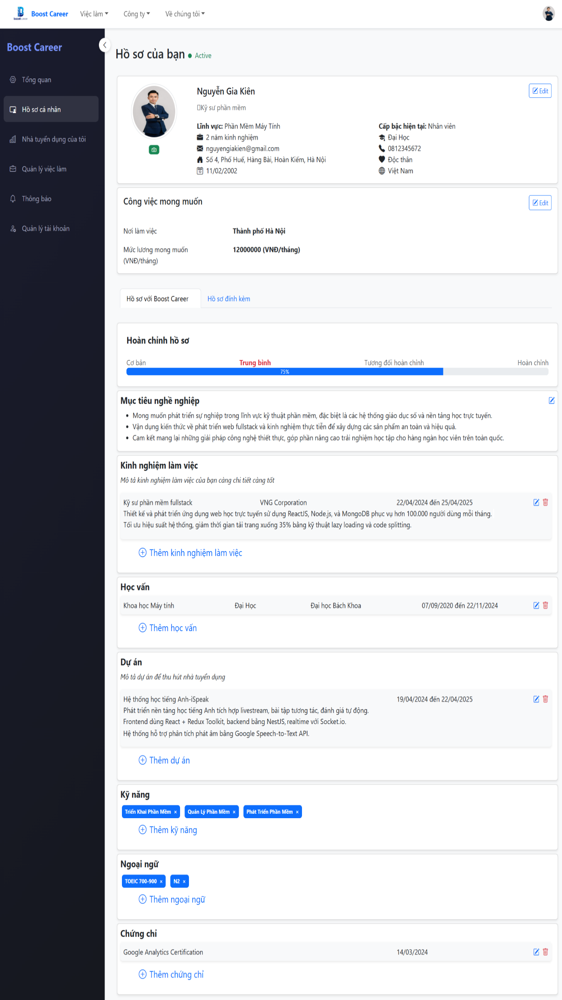 boostcareer
Boost Career
Việc làm
Công ty
Về chúng tôi
Boost Career
Tổng quan
Hồ sơ cá nhân
Nhà tuyển dụng của tôi
Quản lý việc làm
Thông báo
Quản lý tài khoản
Hồ sơ của bạn
Active
Nguyễn Gia Kiên
Edit
Kỹ sư phần mềm
Lĩnh vực: Phần Mềm Máy Tính
Cấp bậc hiện tại: Nhân viên
2 năm kinh nghiệm
Đại Học
nguyengiakien@gmail.com
0812345672
Số 4, Phố Huế, Hàng Bài, Hoàn Kiếm, Hà Nội
Độc thân
11/02/2002
Việt Nam
Công việc mong muốn
Edit
Nơi làm việc
Thành phố Hà Nội
Mức lương mong muốn
(VNĐ/tháng)
12000000 (VNĐ/tháng)
Hồ sơ với Boost Career
Hồ sơ đính kèm
Hoàn chỉnh hồ sơ
Cơ bản
Trung bình
Tương đối hoàn chỉnh
Hoàn chỉnh
75%
Mục tiêu nghề nghiệp
• Mong muốn phát triển sự nghiệp trong lĩnh vực kỹ thuật phần mềm, đặc biệt là các hệ thống giáo dục số và nền tảng học trực tuyến.
• Vận dụng kiến thức về phát triển web fullstack và kinh nghiệm thực tiễn để xây dựng các sản phẩm an toàn và hiệu quả.
• Cam kết mang lại những giải pháp công nghệ thiết thực, góp phần nâng cao trải nghiệm học tập cho hàng ngàn học viên trên toàn quốc.
Kinh nghiệm làm việc
Mô tả kinh nghiệm làm việc của bạn càng chi tiết càng tốt
Kỹ sư phần mềm fullstack
VNG Corporation
22/04/2024 đến 25/04/2025
Thiết kế và phát triển ứng dụng web học trực tuyến sử dụng ReactJS, Node.js, và MongoDB phục vụ hơn 100.000 người dùng mỗi tháng.
Tối ưu hiệu suất hệ thống, giảm thời gian tải trang xuống 35% bằng kỹ thuật lazy loading và code splitting.
Thêm kinh nghiệm làm việc
Học vấn
Khoa học Máy tính
Đại Học
Đại học Bách Khoa
07/09/2020 đến 22/11/2024
Thêm học vấn
Dự án
Mô tả dự án để thu hút nhà tuyển dụng
Hệ thống học tiếng Anh-iSpeak
19/04/2024 đến 22/04/2025
Phát triển nền tảng học tiếng Anh tích hợp livestream, bài tập tương tác, đánh giá tự động.
Frontend dùng React + Redux Toolkit, backend bằng NestJS, realtime với Socket.io.
Hệ thống hỗ trợ phân tích phát âm bằng Google Speech-to-Text API.
Thêm dự án
Kỹ năng
Triển Khai Phần Mềm ×
Quản Lý Phần Mềm ×
Phát Triển Phần Mềm ×
Thêm kỹ năng
Ngoại ngữ
TOEIC 700-900 ×
N2 ×
Thêm ngoại ngữ
Chứng chỉ
Google Analytics Certification
14/03/2024
Thêm chứng chỉ